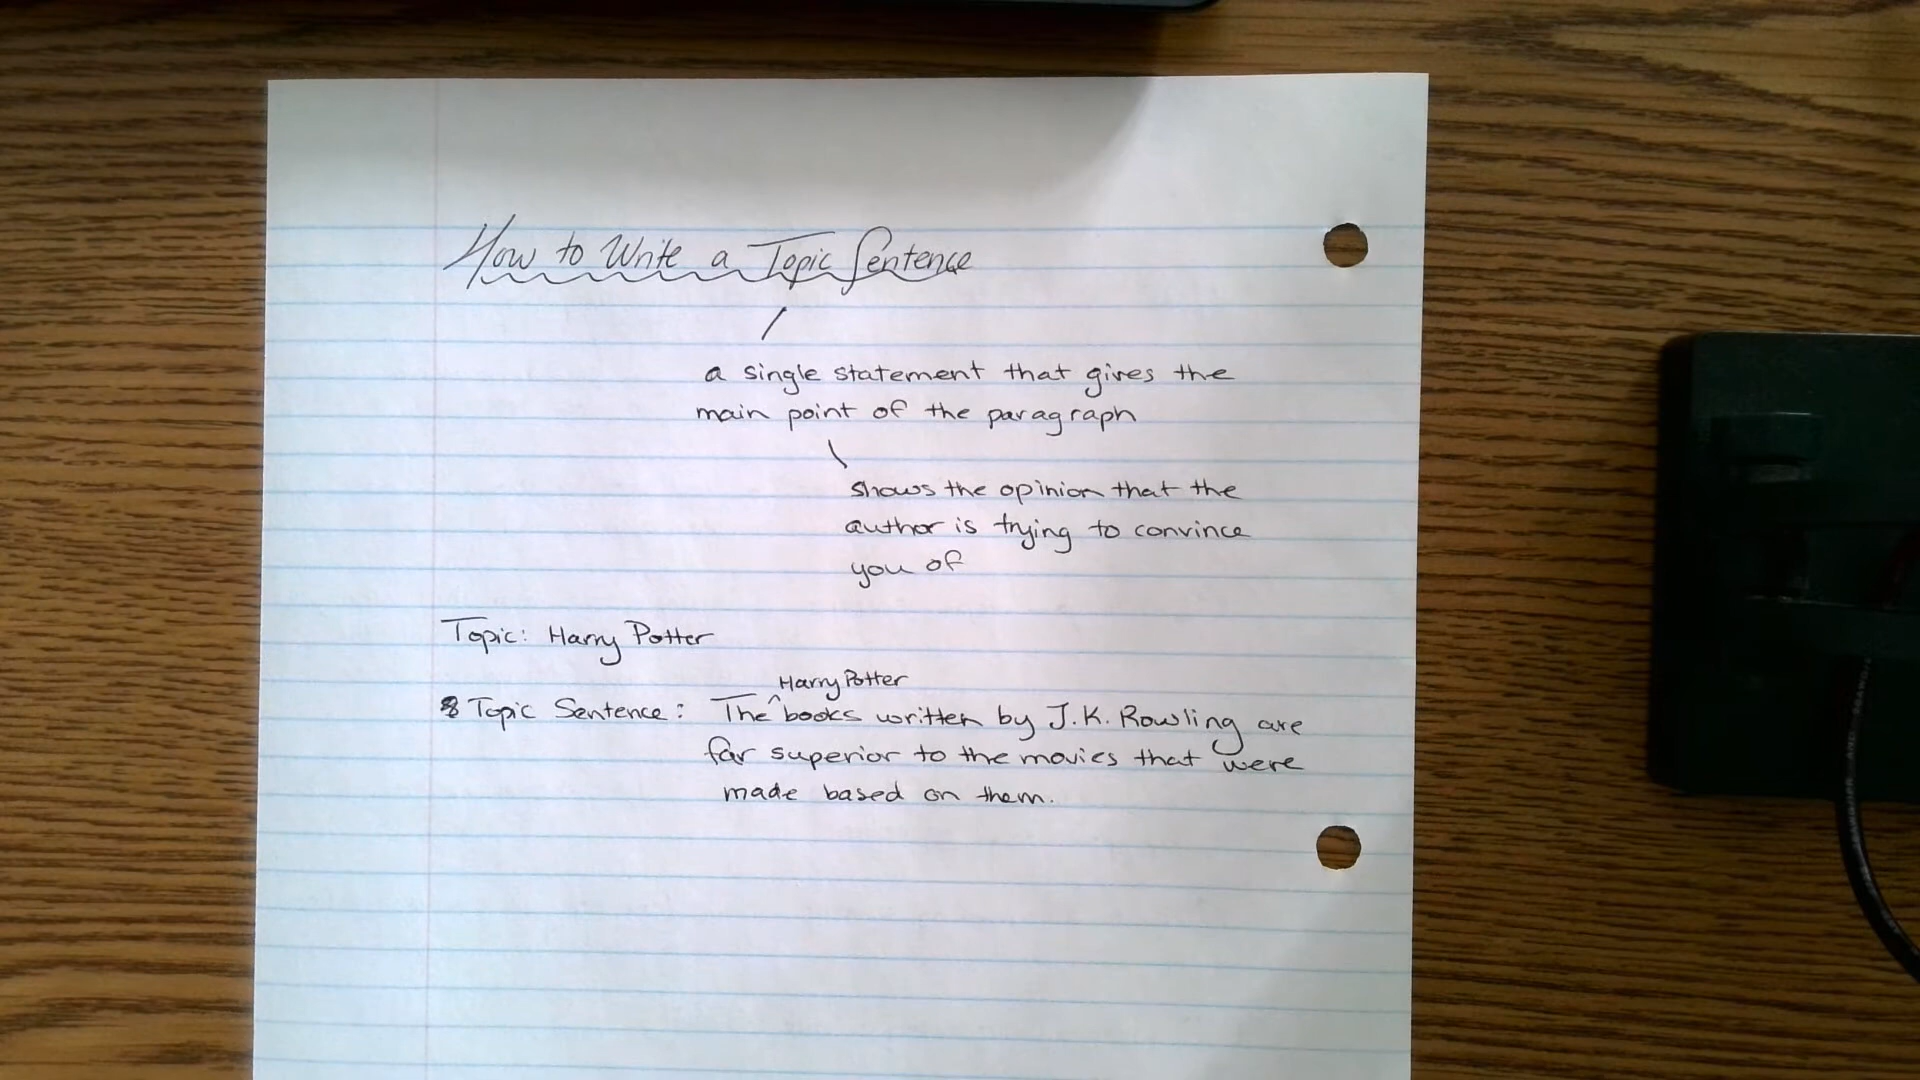 How to Write a Topic Sentence
a single statement that gives the
main point of the paragraph
shows the opinion that the
author is trying to convince
you of
Topic: Harry Potter
Harry Potter
Topic Sentence: The ^ books written by J.K. Rowling are
far superior to the movies that were
made based on them.